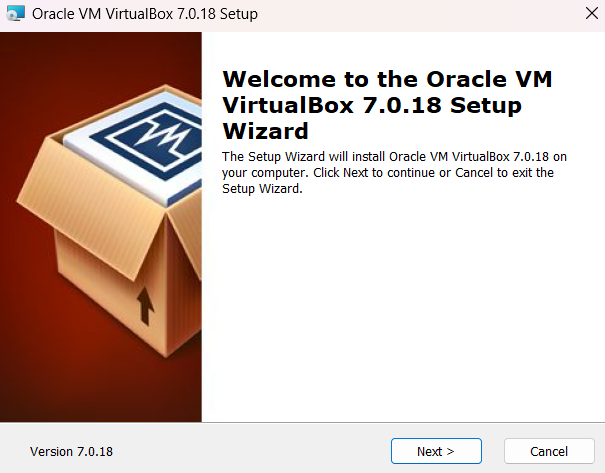 Oracle VM VirtualBox 7.0.18 Setup
Welcome to the Oracle VM
VirtualBox 7.0.18 Setup
Wizard
The Setup Wizard will install Oracle VM VirtualBox 7.0.18 on
your computer. Click Next to continue or Cancel to exit the
Setup Wizard.
Version 7.0.18
Next >
Cancel